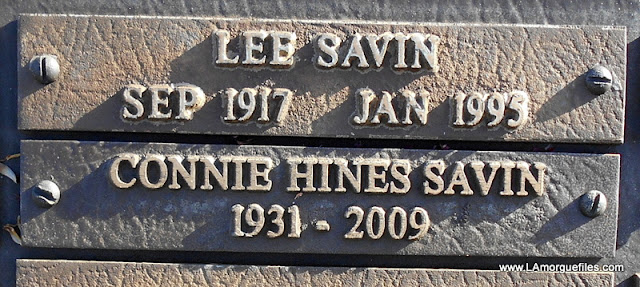 LEE SAVIN
SEP 1917 JAN 1995
CONNIE HINES SAVIN
1931 - 2009
www.LAmorguefiles.com